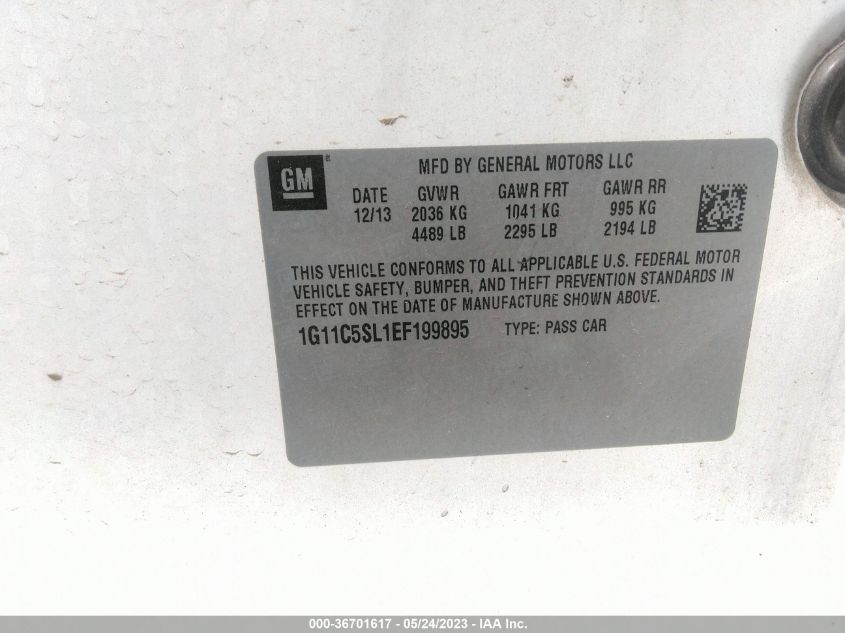 GM
MFD BY GENERAL MOTORS LLC
DATE GVWR GAWR FRT GAWR RR
12/13 2036 KG 1041 KG 995 KG
4489 LB 2295 LB 2194 LB
THIS VEHICLE CONFORMS TO ALL APPLICABLE U.S. FEDERAL MOTOR
VEHICLE SAFETY, BUMPER, AND THEFT PREVENTION STANDARDS IN
EFFECT ON THE DATE OF MANUFACTURE SHOWN ABOVE.
1G11C5SL1EF199895 TYPE: PASS CAR
000-36701617 - 05/24/2023 - IAA Inc.